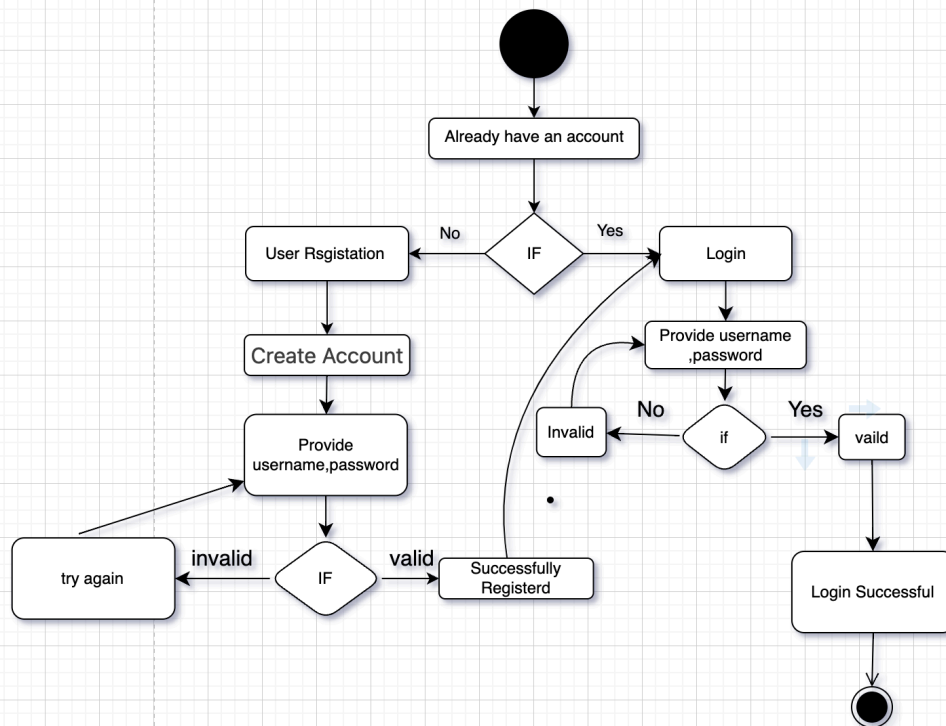 Already have an account
No
IF
Yes
User Rsgistation
Login
Create Account
Provide username
,password
Provide
username,password
Invalid
No
if
Yes
vaild
try again
invalid
IF
valid
Successfully
Registerd
Login Successful